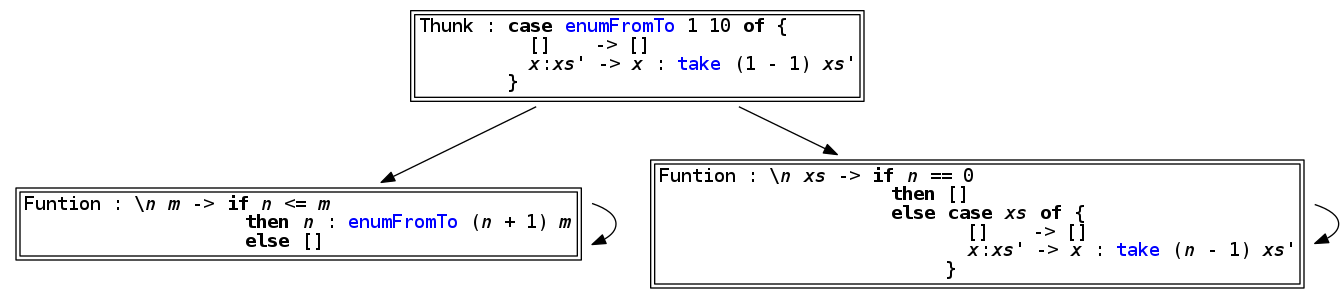 Thunk : case enumFromTo 1 10 of {
[] -> []
x:xs' -> x : take (1 - 1) xs'
}
Funtion : \n m -> if n <= m
then n : enumFromTo (n + 1) m
else []
Funtion : \n xs -> if n == 0
then []
else case xs of {
[] -> []
x:xs' -> x : take (n - 1) xs'
}